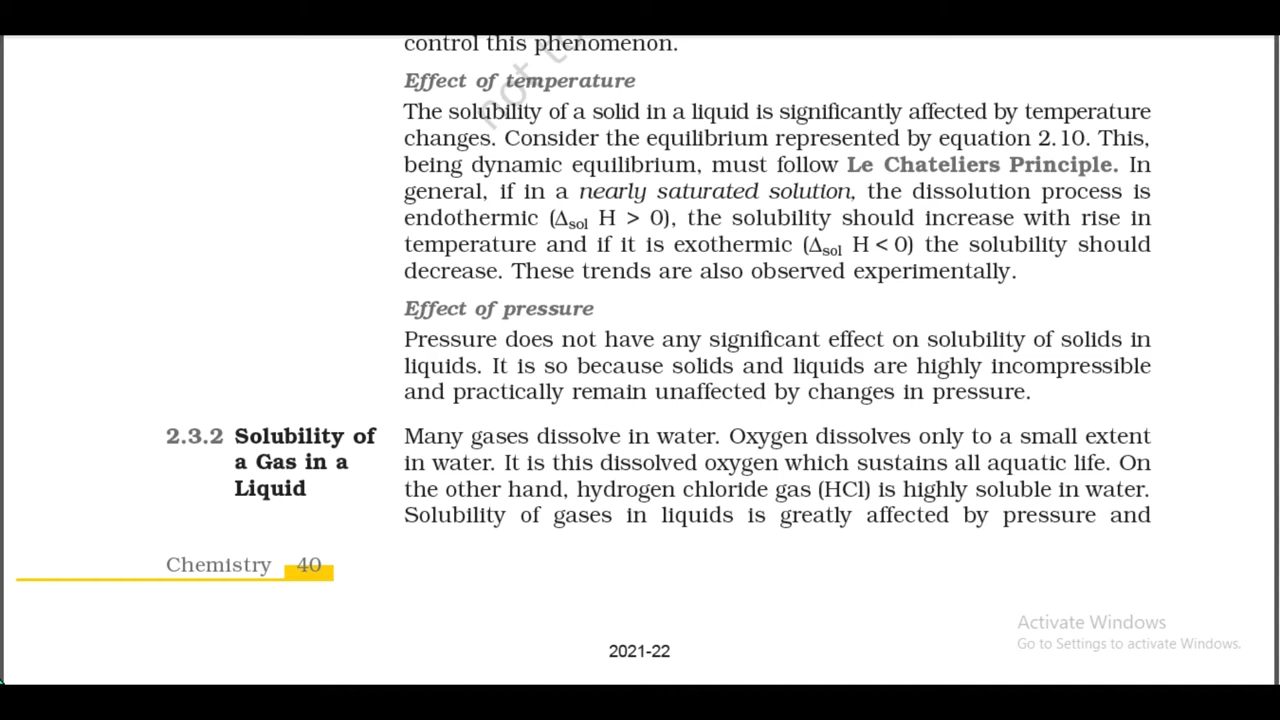 control this phenomenon.
not to
Effect of temperature
The solubility of a solid in a liquid is significantly affected by temperature
changes. Consider the equilibrium represented by equation 2.10. This,
being dynamic equilibrium, must follow Le Chateliers Principle. In
general, if in a nearly saturated solution, the dissolution process is
endothermic (Δsol H > 0), the solubility should increase with rise in
temperature and if it is exothermic (Δsol H < 0) the solubility should
decrease. These trends are also observed experimentally.
Effect of pressure
Pressure does not have any significant effect on solubility of solids in
liquids. It is so because solids and liquids are highly incompressible
and practically remain unaffected by changes in pressure.
2.3.2 Solubility of
a Gas in a
Liquid
Many gases dissolve in water. Oxygen dissolves only to a small extent
in water. It is this dissolved oxygen which sustains all aquatic life. On
the other hand, hydrogen chloride gas (HCl) is highly soluble in water.
Solubility of gases in liquids is greatly affected by pressure and
Chemistry 40
2021-22
Activate Windows
Go to Settings to activate Windows.